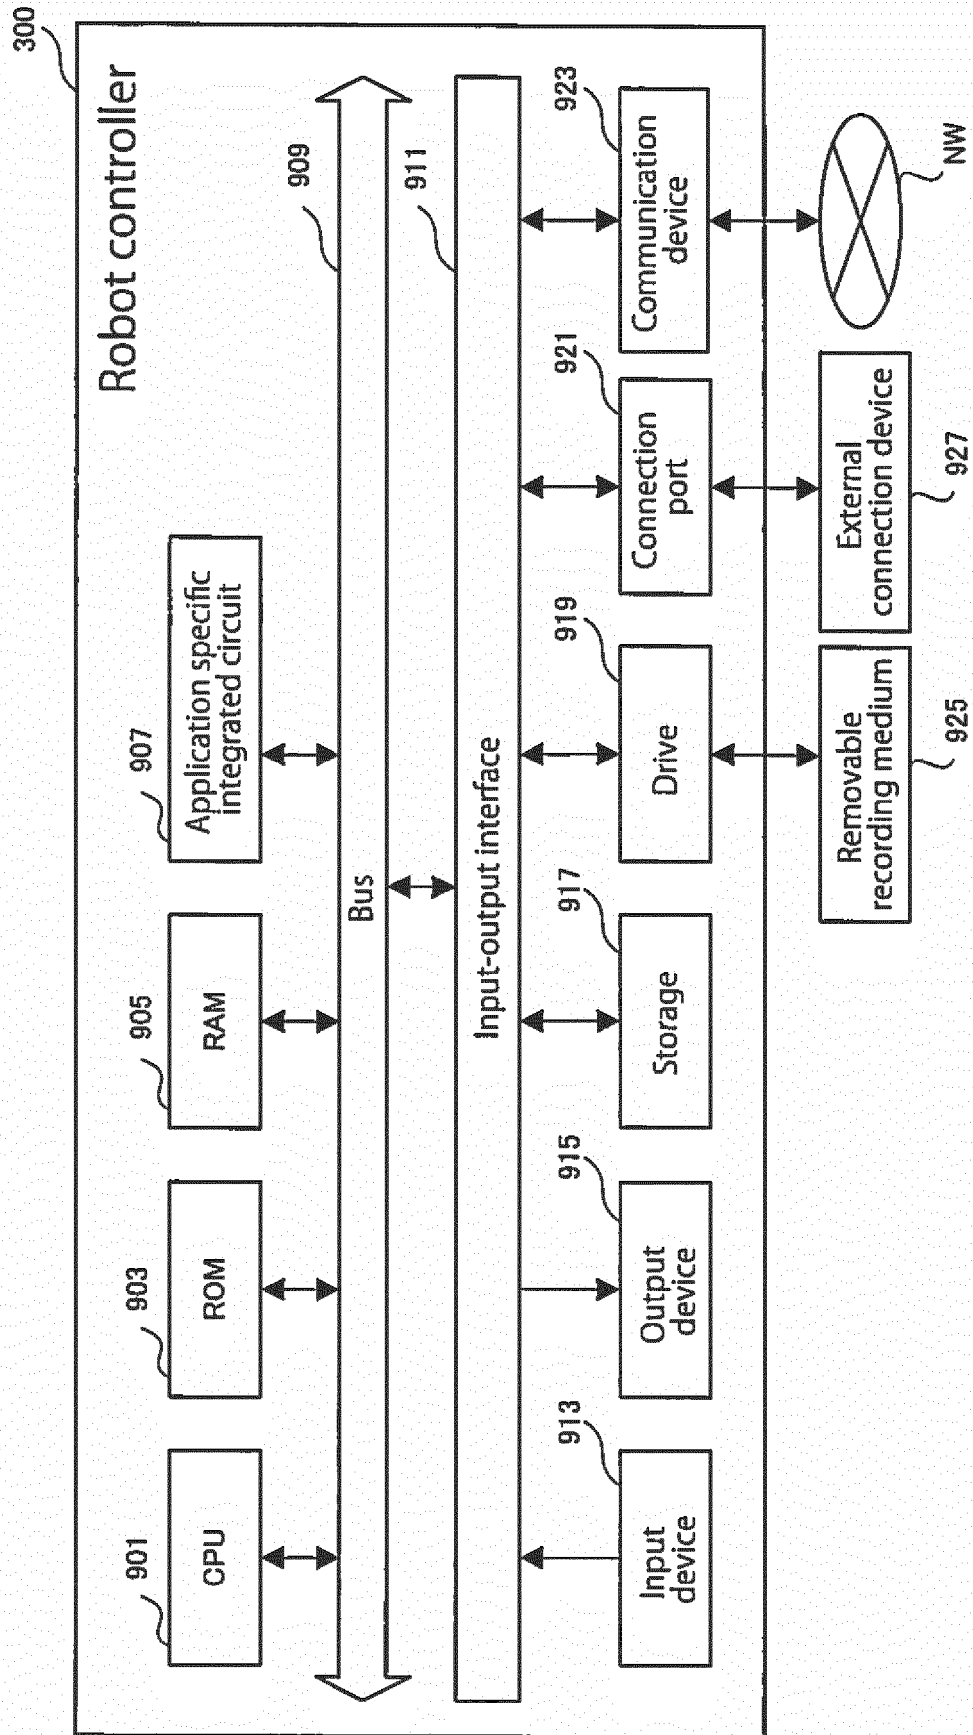 300
Robot controller
901
CPU
903
ROM
905
RAM
907
Application specific
integrated circuit
909
Bus
911
Input-output interface
913
Input
device
915
Output
device
917
Storage
919
Drive
921
Connection
port
923
Communication
device
Removable
recording medium
925
External
connection device
927
NW